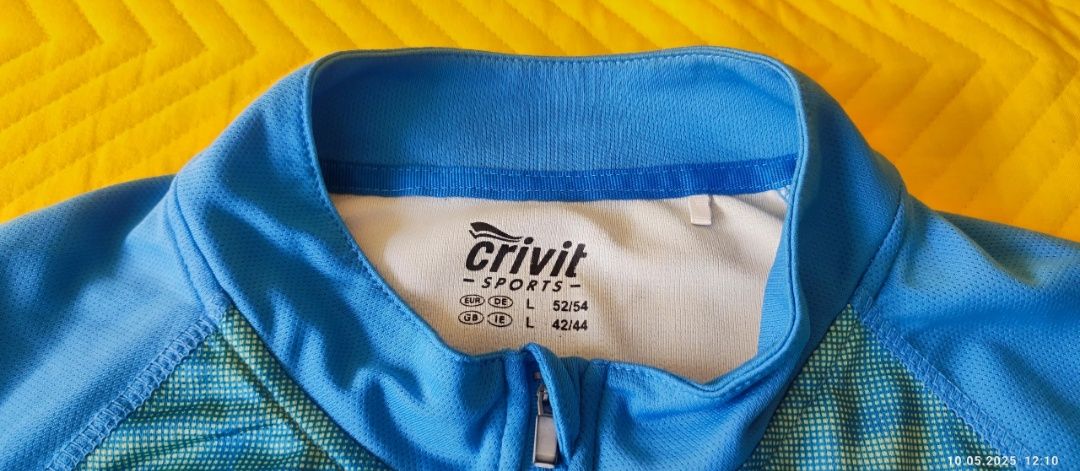 crivit
- SPORTS -
EUR DE L 52/54
GB IE L 42/44
10.05.2025 12:10